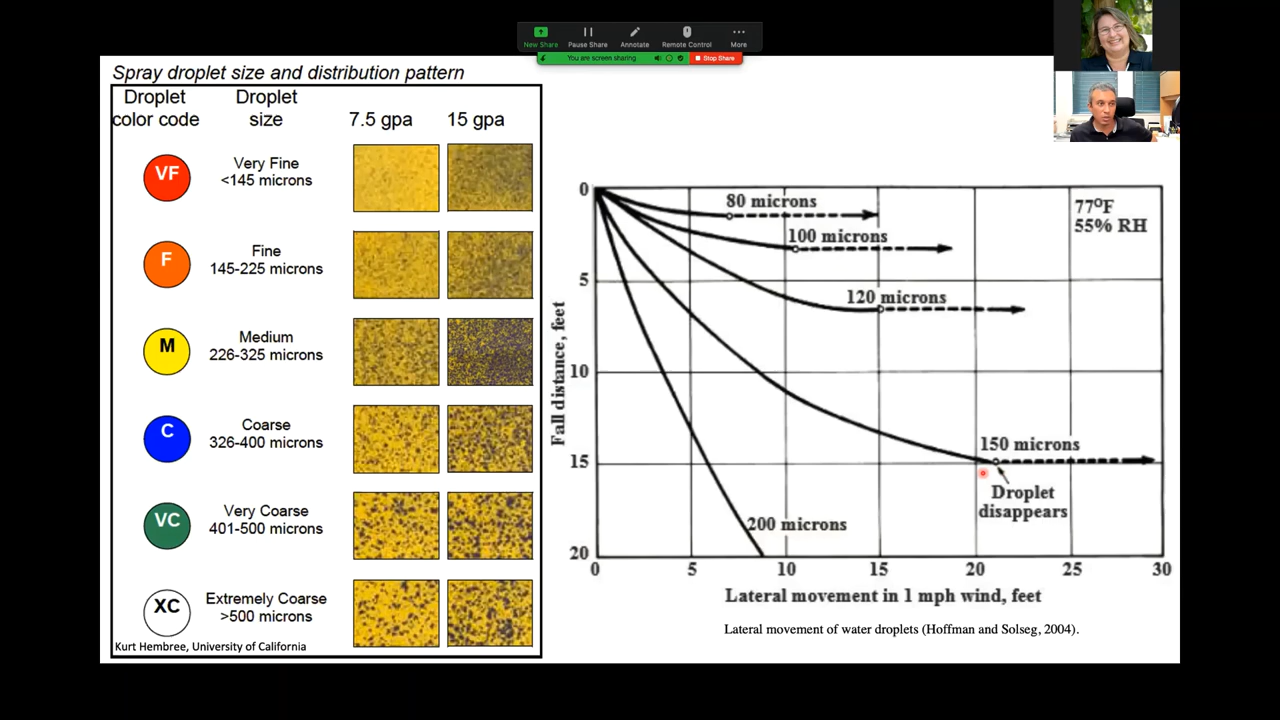 New Share
Pause Share
Annotate
Remote Control
More
You are screen sharing
Stop Share
Spray droplet size and distribution pattern
Droplet color code
Droplet size
7.5 gpa
15 gpa
VF
Very Fine
<145 microns
F
Fine
145-225 microns
M
Medium
226-325 microns
C
Coarse
326-400 microns
VC
Very Coarse
401-500 microns
XC
Extremely Coarse
>500 microns
Kurt Hembree, University of California
Fall distance, feet
0
5
10
15
20
80 microns
100 microns
120 microns
150 microns
200 microns
Droplet
disappears
77ºF
55% RH
0
5
10
15
20
25
30
Lateral movement in 1 mph wind, feet
Lateral movement of water droplets (Hoffman and Solseg, 2004).